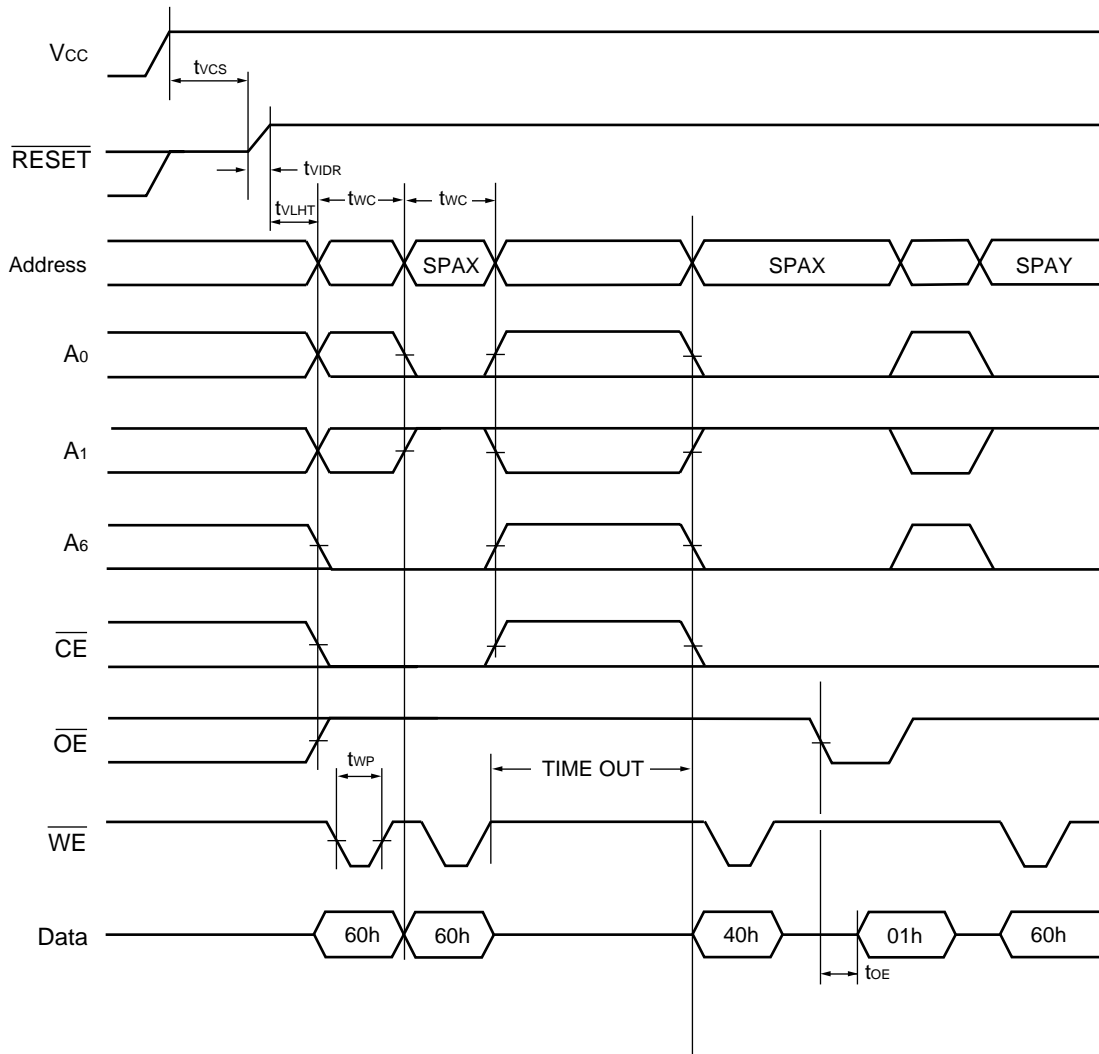 VCC
tVCS
RESET
tVIDR
tVLHT
tWC
tWC
Address
SPAX
SPAX
SPAY
A0
A1
A6
CE
OE
tWP
TIME OUT
WE
Data
60h
60h
40h
01h
60h
tOE